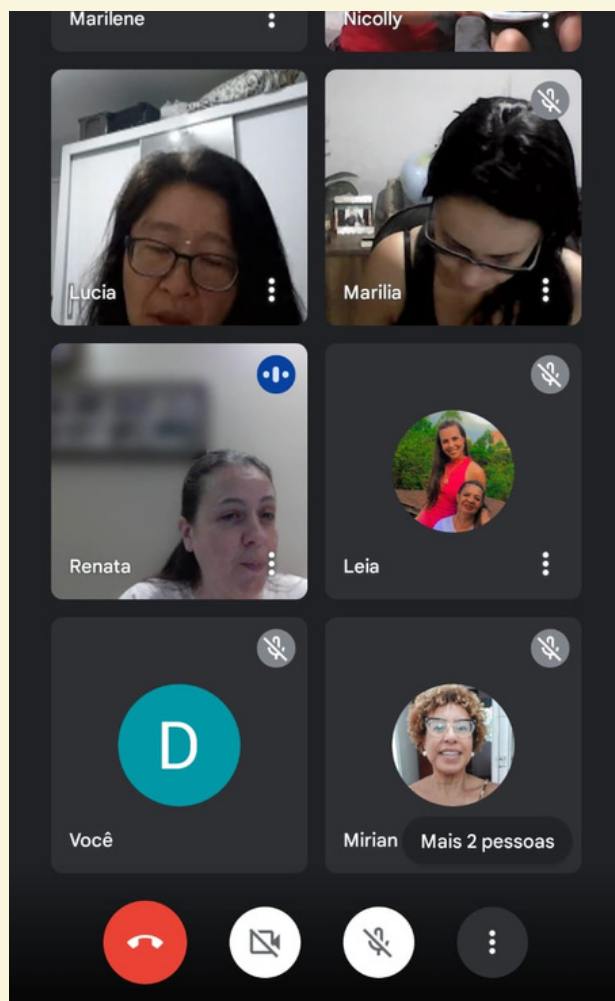 Marilene
Nicolly
Lucia
Marilia
Renata
Leia
D
Você
Mirian
Mais 2 pessoas